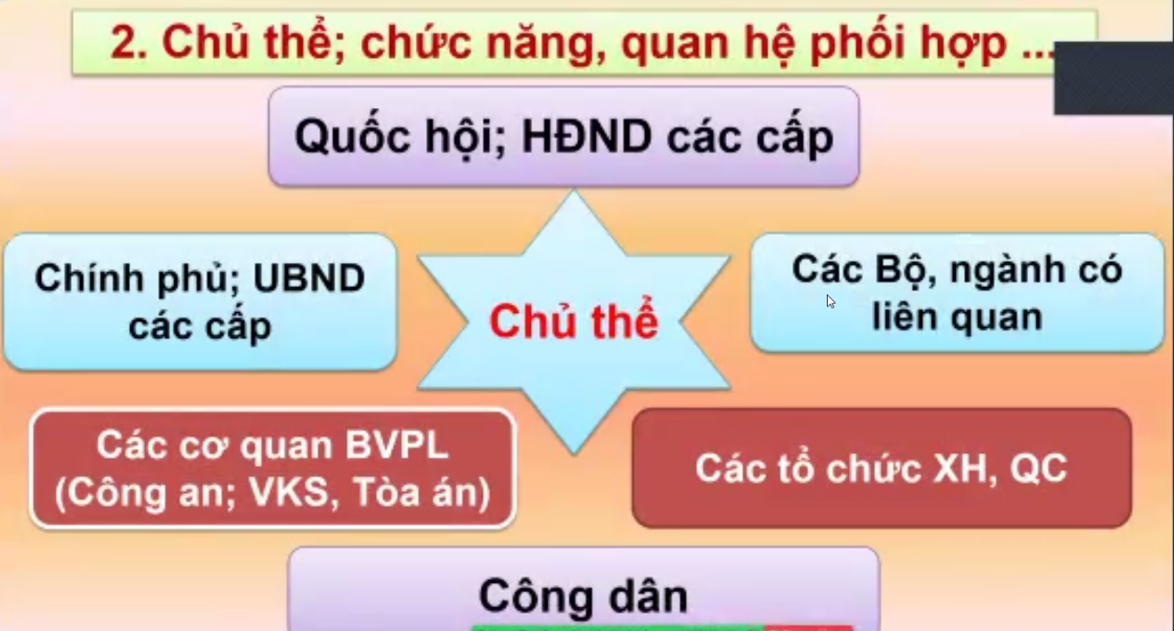 2. Chủ thể; chức năng, quan hệ phối hợp ...
Quốc hội; HĐND các cấp
Chính phủ; UBND
các cấp
Chủ thể
Các Bộ, ngành có
liên quan
Các cơ quan BVPL
(Công an; VKS, Tòa án)
Các tổ chức XH, QC
Công dân